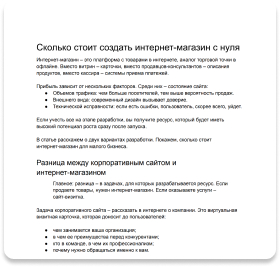 Сколько стоит создать интернет-магазин с нуля
Интернет-магазин – это платформа с товарами в интернете, аналог торговой точки в
офлайне. Вместо витрин – карточки, вместо продавцов-консультантов – описания
продуктов, вместо кассира – системы приема платежей.
Прибыль зависит от нескольких факторов. Среди них – состояние сайта:
● Объемов трафика: чем больше посетителей, тем выше вероятность продаж.
● Внешнего вида: современный дизайн вызывает доверие.
● Технической исправности: если есть ошибки, пользователь, скорее всего, уйдет.
Если учесть все на этапе разработки, вы получите ресурс, который будет иметь
высокий потенциал роста сразу после запуска.
В статье расскажем о двух вариантах разработки. Покажем, сколько стоит
интернет-магазин для малого бизнеса.
Разница между корпоративным сайтом и
интернет-магазином
Главная разница – в задачах, для которых разрабатывается ресурс. Если
продаете товары, нужен интернет-магазин. Если оказываете услуги –
сайт-визитка.
Задача корпоративного сайта – рассказать в интернете о компании. Это виртуальная
визитная карточка, которая доносит до пользователей:
● чем занимается ваша организация;
● в чем ее преимущества перед конкурентами;
● кто в команде, в чем их профессионализм;
● почему нужно обращаться именно к вам.